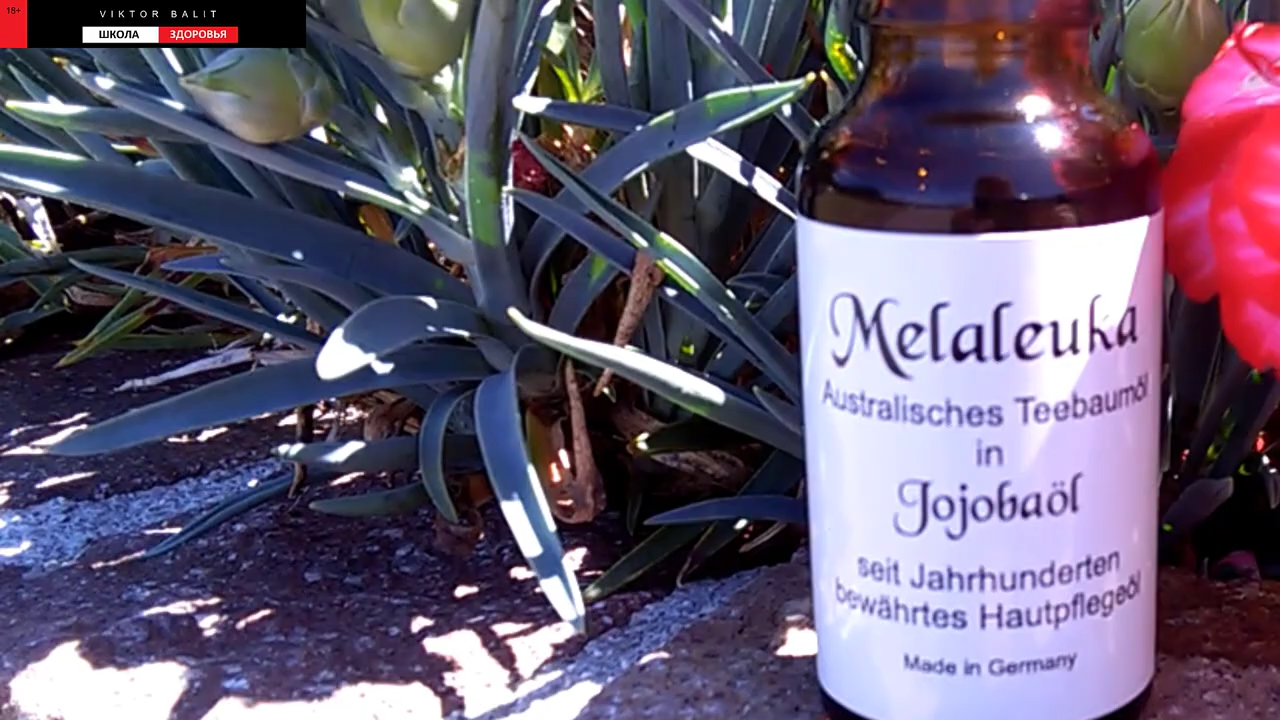 18+
VIKTOR BALIT
ШКОЛА ЗДОРОВЬЯ
Melaleuka
Australisches Teebaumöl
in
Jojobaöl
seit Jahrhunderten
bewährtes Hautpflegeöl
Made in Germany